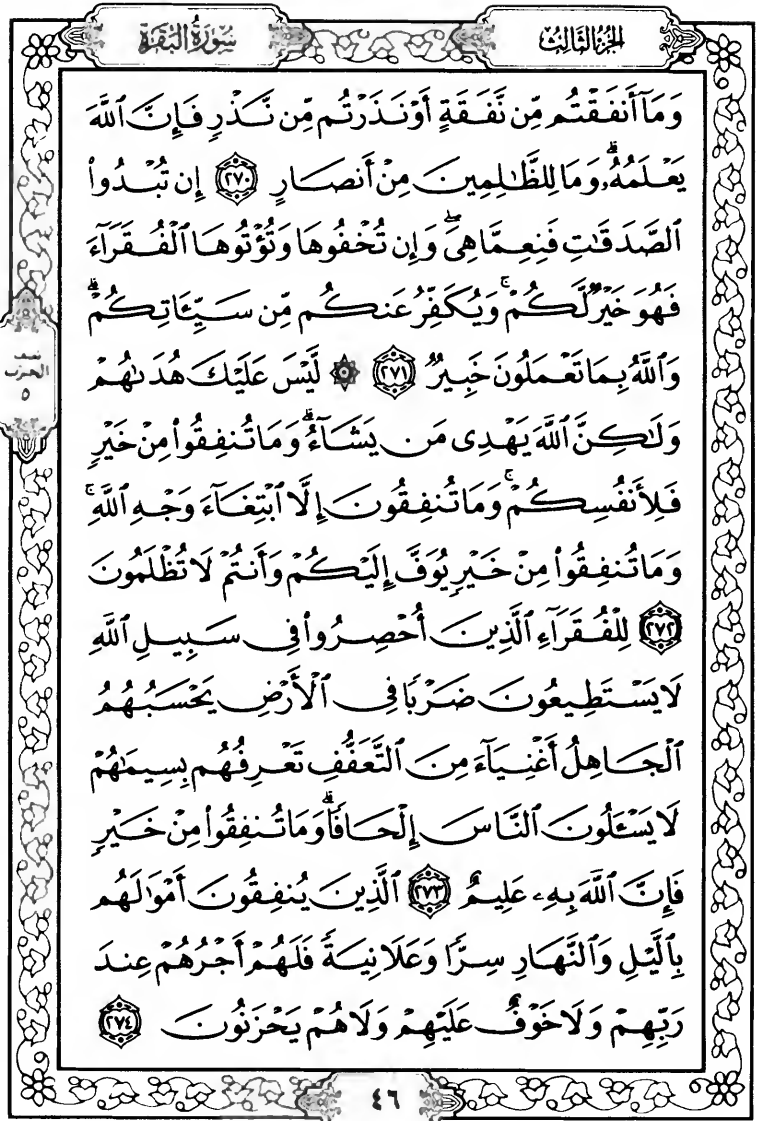 الجزء الثالث
سورة البقرة
وَمَآ أَنفَقْتُم مِّن نَّفَقَةٍ أَوْ نَذَرْتُم مِّن نَّذْرٍ فَإِنَّ ٱللَّهَ
يَعْلَمُهُۥ ۗ وَمَا لِلظَّـٰلِمِينَ مِنْ أَنصَارٍ ٢٧٠ إِن تُبْدُوا۟
ٱلصَّدَقَـٰتِ فَنِعِمَّا هِىَ ۖ وَإِن تُخْفُوهَا وَتُؤْتُوهَا ٱلْفُقَرَآءَ
فَهُوَ خَيْرٌ لَّكُمْ ۚ وَيُكَفِّرُ عَنكُم مِّن سَيِّـَٔاتِكُمْ ۗ
وَٱللَّهُ بِمَا تَعْمَلُونَ خَبِيرٌ ٢٧١ ۞ لَّيْسَ عَلَيْكَ هُدَىٰهُمْ
وَلَـٰكِنَّ ٱللَّهَ يَهْدِى مَن يَشَآءُ ۗ وَمَا تُنفِقُوا۟ مِنْ خَيْرٍ
فَلِأَنفُسِكُمْ ۚ وَمَا تُنفِقُونَ إِلَّا ٱبْتِغَآءَ وَجْهِ ٱللَّهِ ۚ
وَمَا تُنفِقُوا۟ مِنْ خَيْرٍ يُوَفَّ إِلَيْكُمْ وَأَنتُمْ لَا تُظْلَمُونَ
٢٧٢ لِلْفُقَرَآءِ ٱلَّذِينَ أُحْصِرُوا۟ فِى سَبِيلِ ٱللَّهِ
لَا يَسْتَطِيعُونَ ضَرْبًا فِى ٱلْأَرْضِ يَحْسَبُهُمُ
ٱلْجَاهِلُ أَغْنِيَآءَ مِنَ ٱلتَّعَفُّفِ تَعْرِفُهُم بِسِيمَـٰهُمْ
لَا يَسْـَٔلُونَ ٱلنَّاسَ إِلْحَافًا ۗ وَمَا تُنفِقُوا۟ مِنْ خَيْرٍ
فَإِنَّ ٱللَّهَ بِهِۦ عَلِيمٌ ٢٧٣ ٱلَّذِينَ يُنفِقُونَ أَمْوَٰلَهُم
بِٱلَّيْلِ وَٱلنَّهَارِ سِرًّا وَعَلَانِيَةً فَلَهُمْ أَجْرُهُمْ عِندَ
رَبِّهِمْ وَلَا خَوْفٌ عَلَيْهِمْ وَلَا هُمْ يَحْزَنُونَ ٢٧٤
نصف
الحزب
٥
٤٦